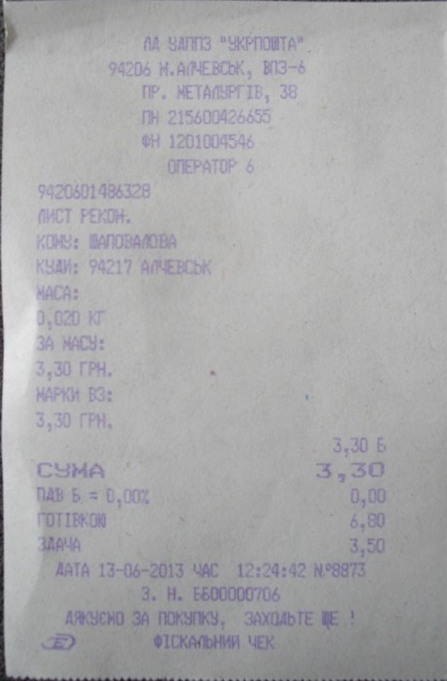 ЛД УДППЗ "УКРПОШТА"
94206 М.АЛЧЕВСЬК, ВПЗ-6
ПР. МЕТАЛУРГІВ, 38
ПН 215600426655
ФН 1201004546
ОПЕРАТОР 6
9420601486328
ЛИСТ РЕКОМ.
КОМУ: ШАПОВАЛОВА
КУДИ: 94217 АЛЧЕВСЬК
МАСА:
0,020 КГ
ЗА МАСУ:
3,30 ГРН.
МАРКИ ВЗ:
3,30 ГРН.
3,30 Б
СУМА 3,30
ПДВ Б = 0,00% 0,00
ГОТІВКОЮ 6,80
ЗДАЧА 3,50
ДАТА 13-06-2013 ЧАС 12:24:42 №8873
З. Н. ББ00000706
ДЯКУЄМО ЗА ПОКУПКУ, ЗАХОДЬТЕ ЩЕ !
ФІСКАЛЬНИЙ ЧЕК